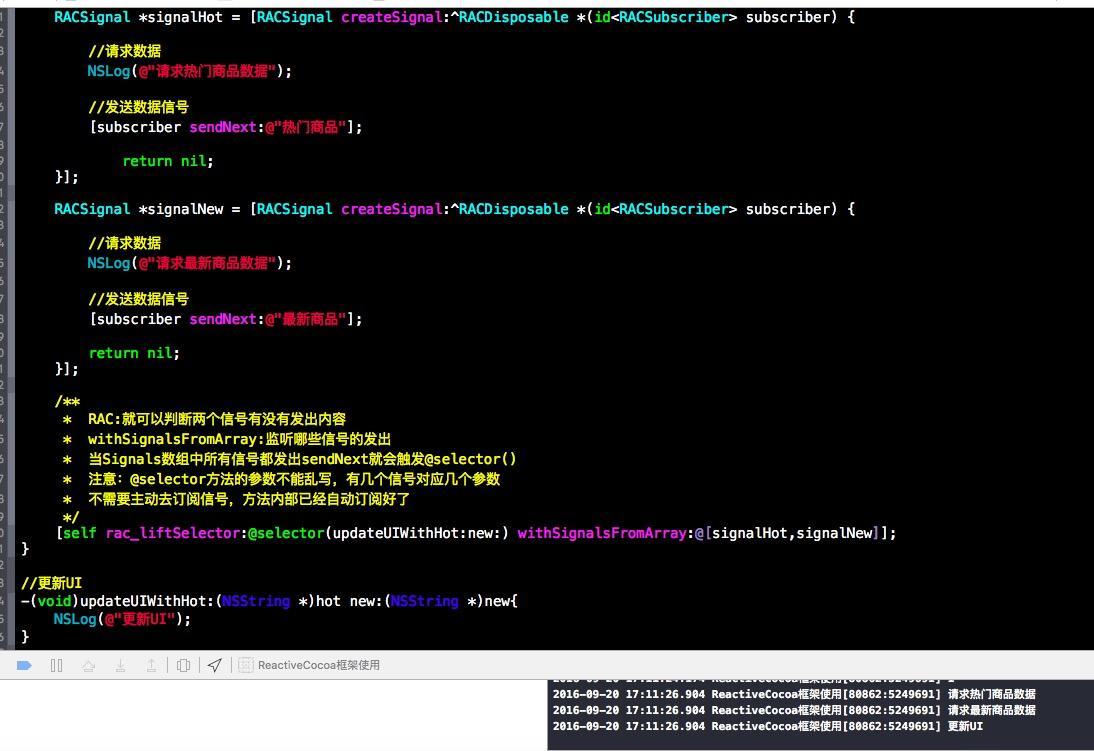 RACSignal *signalHot = [RACSignal createSignal:^RACDisposable *(id<RACSubscriber> subscriber) {
//请求数据
NSLog(@"请求热门商品数据");
//发送数据信号
[subscriber sendNext:@"热门商品"];
return nil;
}];
RACSignal *signalNew = [RACSignal createSignal:^RACDisposable *(id<RACSubscriber> subscriber) {
//请求数据
NSLog(@"请求最新商品数据");
//发送数据信号
[subscriber sendNext:@"最新商品"];
return nil;
}];
/**
* RAC:就可以判断两个信号有没有发出内容
* withSignalsFromArray:监听哪些信号的发出
* 当Signals数组中所有信号都发出sendNext就会触发@selector()
* 注意：@selector方法的参数不能乱写，有几个信号对应几个参数
* 不需要主动去订阅信号，方法内部已经自动订阅好了
*/
[self rac_liftSelector:@selector(updateUIWithHot:new:) withSignalsFromArray:@[signalHot,signalNew]];
}
//更新UI
-(void)updateUIWithHot:(NSString *)hot new:(NSString *)new{
NSLog(@"更新UI");
}
ReactiveCocoa框架使用
2016-09-20 17:11:26.904 ReactiveCocoa框架使用[80862:5249691] 请求热门商品数据
2016-09-20 17:11:26.904 ReactiveCocoa框架使用[80862:5249691] 请求最新商品数据
2016-09-20 17:11:26.904 ReactiveCocoa框架使用[80862:5249691] 更新UI